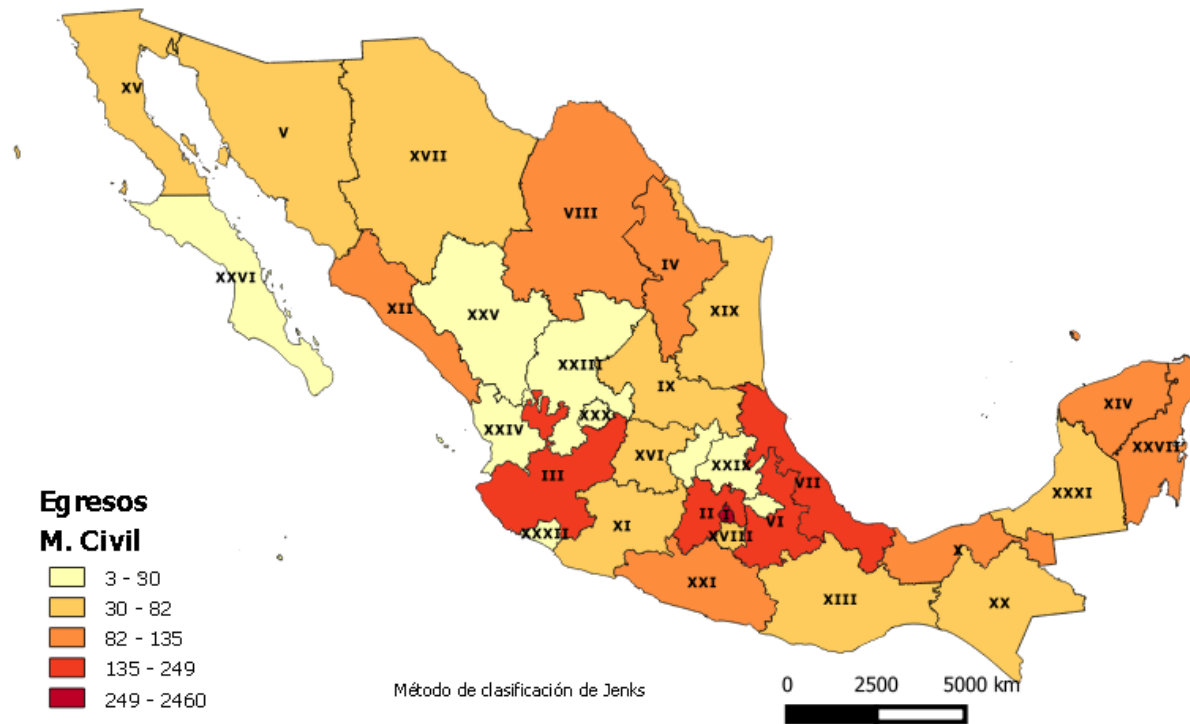 XV
V
XVII
VIII
XXVI
IV
XII
XXV
XIX
XXIII
IX
XXX
XXIV
XIV
XXVII
XVI
XXIX
III
VII
XXXI
II
I
VI
XI
XXXII
XVIII
X
XXI
XIII
XX
Egresos
M. Civil
3 - 30
30 - 82
82 - 135
135 - 249
249 - 2460
Método de clasificación de Jenks
0 2500 5000 km